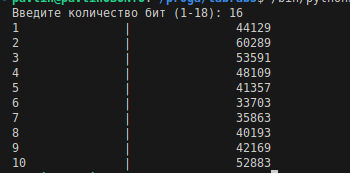 Введите количество бит (1-18): 16
1 | 44129
2 | 60289
3 | 53591
4 | 48109
5 | 41357
6 | 33703
7 | 35863
8 | 40193
9 | 42169
10 | 52883